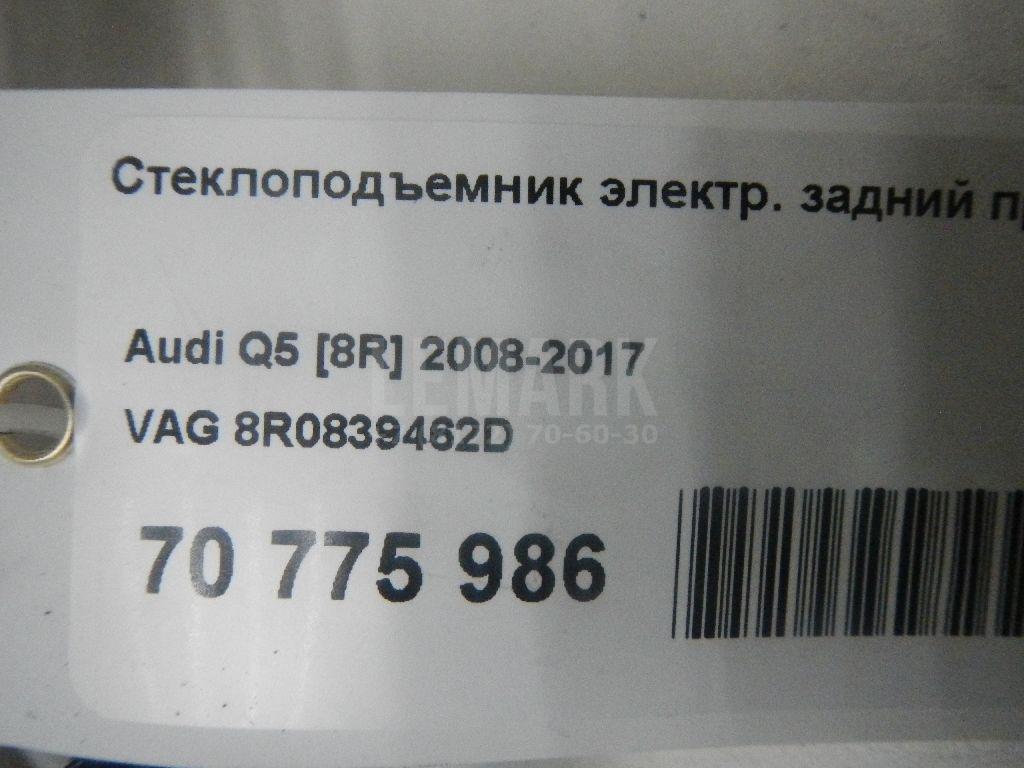 Стеклоподъемник электр. задний
Audi Q5 [8R] 2008-2017
LEMARK
VAG 8R0839462D
70-60-30
70 775 986